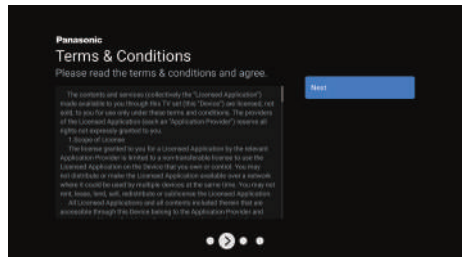 Panasonic
Terms & Conditions
Please read the terms & conditions and agree.
The contents and services (collectively the "Licensed Application")
made available to you through this TV set (this "Device") are licensed, not
sold, to you for use only under these terms and conditions. The providers
of the Licensed Application (each an "Application Provider") reserve all
rights not expressly granted to you.
1.Scope of License
The license granted to you for a Licensed Application by the relevant
Application Provider is limited to a non-transferable license to use the
Licensed Application on the Device that you own or control. You may
not distribute or make the Licensed Application available over a network
where it could be used by multiple devices at the same time. You may not
rent, lease, lend, sell, redistribute or sublicense the Licensed Application.
All Licensed Applications and all contents included therein that are
accessible through this Device belong to the Application Provider and
Next